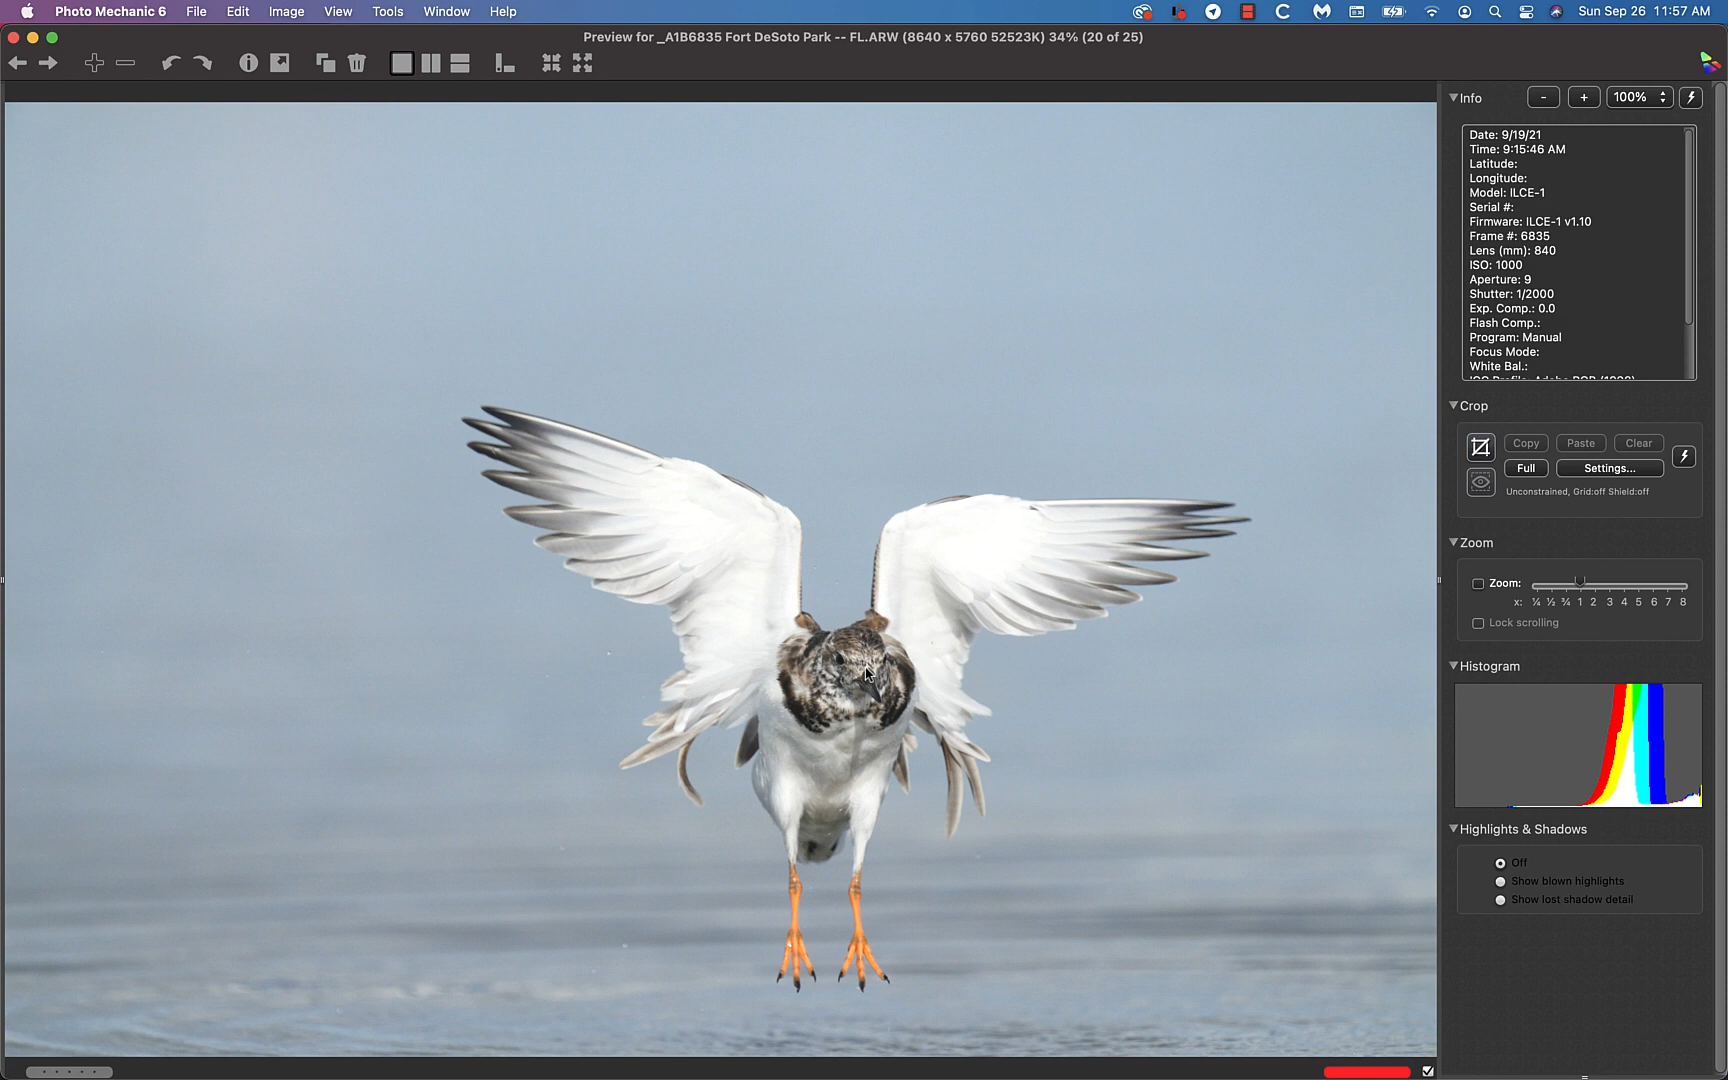 Photo Mechanic 6 File Edit Image View Tools Window Help Sun Sep 26 11:57 AM
Preview for _A1B6835 Fort DeSoto Park -- FL.ARW (8640 x 5760 52523K) 34% (20 of 25)
Info - + 100%
Date: 9/19/21
Time: 9:15:46 AM
Latitude:
Longitude:
Model: ILCE-1
Serial #:
Firmware: ILCE-1 v1.10
Frame #: 6835
Lens (mm): 840
ISO: 1000
Aperture: 9
Shutter: 1/2000
Exp. Comp.: 0.0
Flash Comp.:
Program: Manual
Focus Mode:
White Bal.:
ICC Profile: Adobe RGB (1998)
Crop
Copy Paste Clear
Full Settings...
Unconstrained, Grid:off Shield:off
Zoom
Zoom:
x: ¼ ½ ¾ 1 2 3 4 5 6 7 8
Lock scrolling
Histogram
Highlights & Shadows
Off
Show blown highlights
Show lost shadow detail